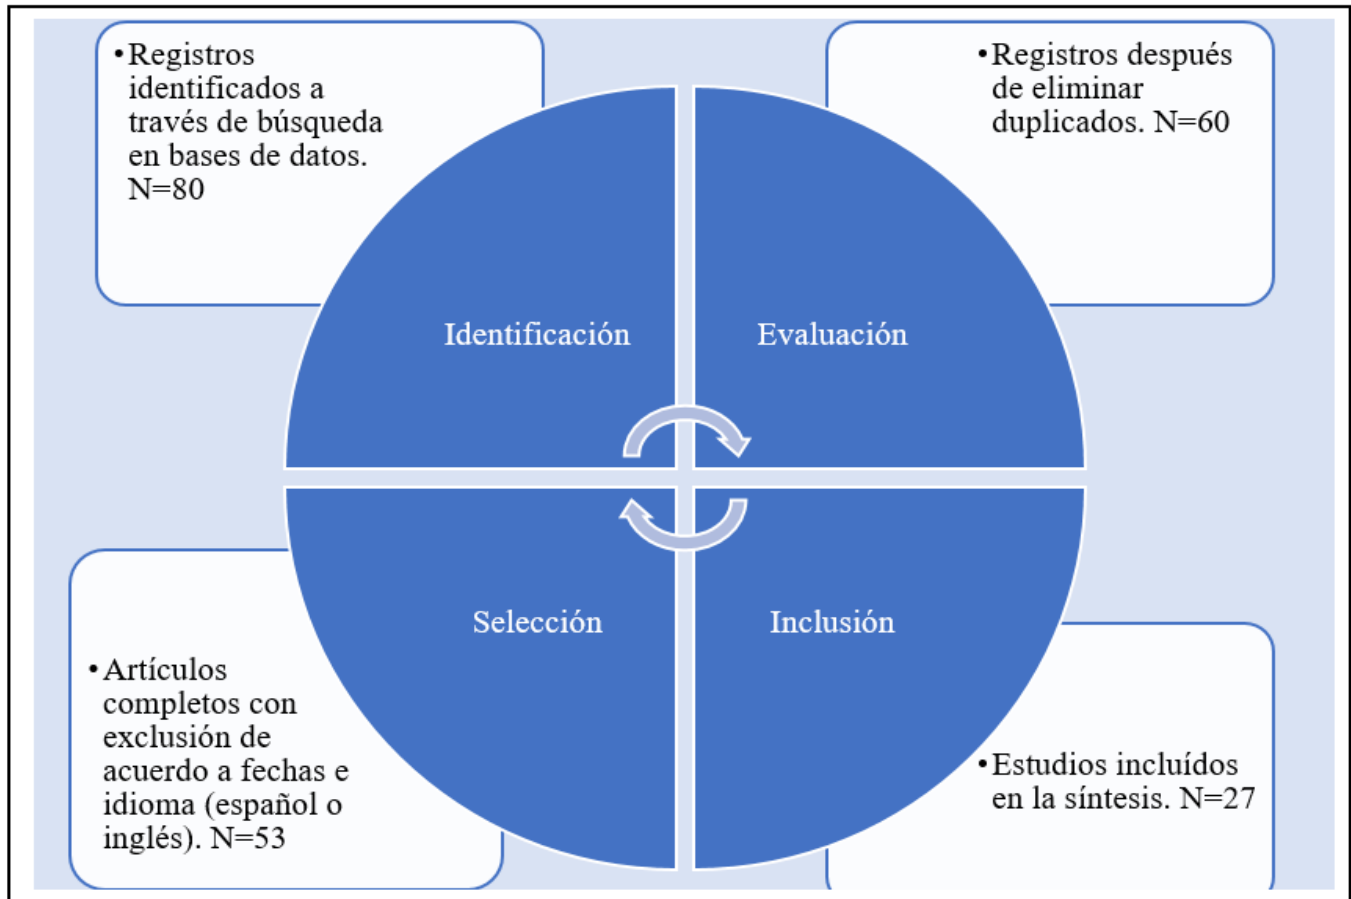 •Registros
identificados a
través de búsqueda
en bases de datos.
N=80
•Registros después
de eliminar
duplicados. N=60
Identificación
Evaluación
Selección
Inclusión
•Artículos
completos con
exclusión de
acuerdo a fechas e
idioma (español o
inglés). N=53
•Estudios incluídos
en la síntesis. N=27